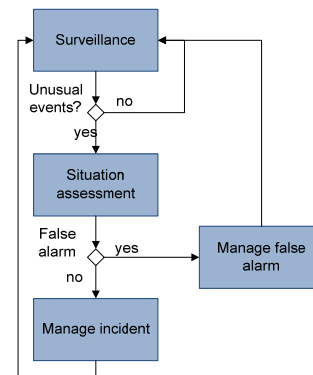 Surveillance
Unusual
events?
no
yes
Situation
assessment
False
alarm
yes
no
Manage false
alarm
Manage incident